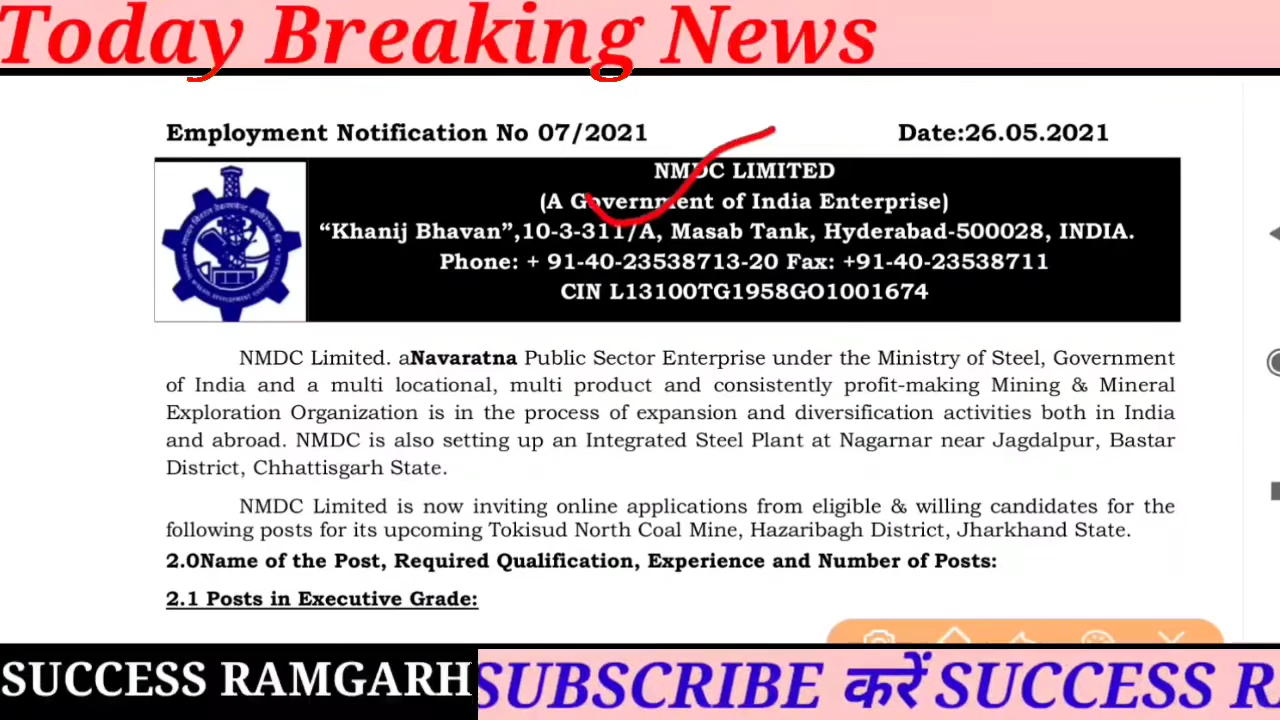 Today Breaking News
Employment Notification No 07/2021 Date:26.05.2021
NMDC LIMITED
(A Government of India Enterprise)
“Khanij Bhavan”,10-3-311/A, Masab Tank, Hyderabad-500028, INDIA.
Phone: + 91-40-23538713-20 Fax: +91-40-23538711
CIN L13100TG1958GO1001674
NMDC Limited. aNavaratna Public Sector Enterprise under the Ministry of Steel, Government
of India and a multi locational, multi product and consistently profit-making Mining & Mineral
Exploration Organization is in the process of expansion and diversification activities both in India
and abroad. NMDC is also setting up an Integrated Steel Plant at Nagarnar near Jagdalpur, Bastar
District, Chhattisgarh State.
NMDC Limited is now inviting online applications from eligible & willing candidates for the
following posts for its upcoming Tokisud North Coal Mine, Hazaribagh District, Jharkhand State.
2.0Name of the Post, Required Qualification, Experience and Number of Posts:
2.1 Posts in Executive Grade:
SUCCESS RAMGARH SUBSCRIBE करें SUCCESS R